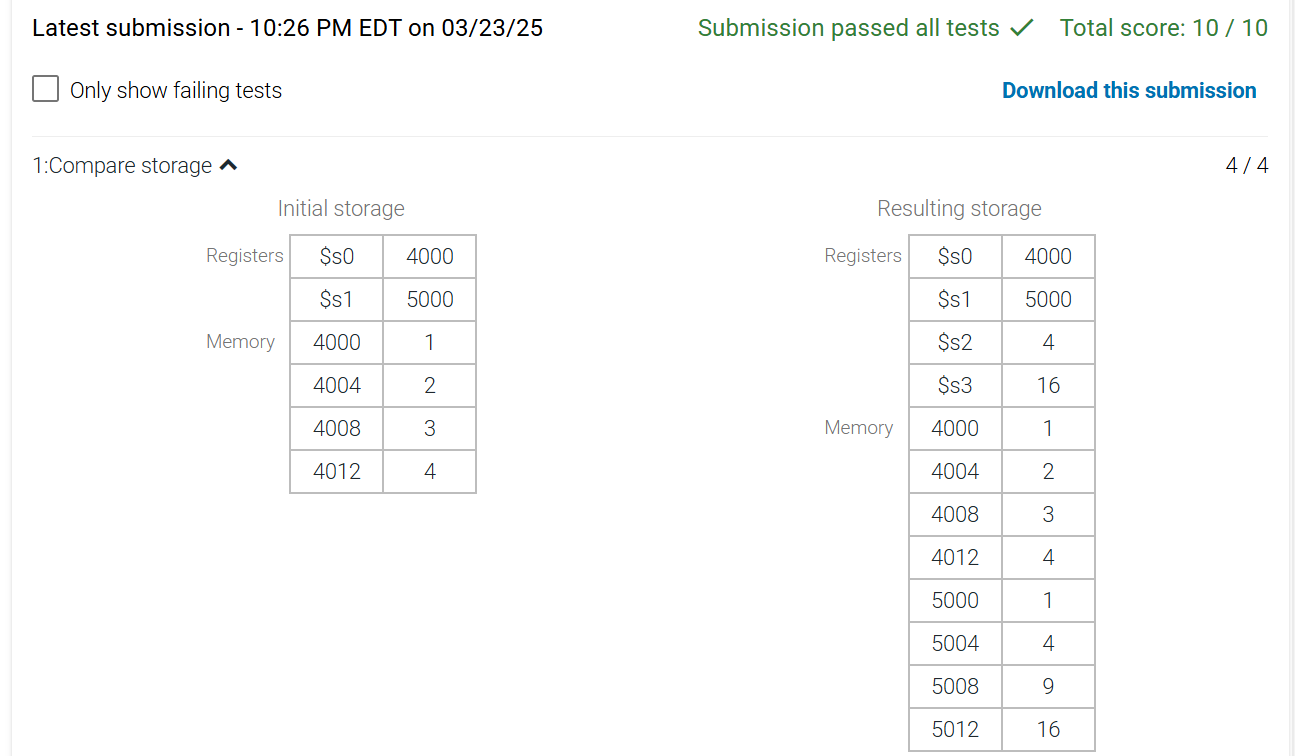 Latest submission - 10:26 PM EDT on 03/23/25 Submission passed all tests ✓ Total score: 10 / 10
Only show failing tests Download this submission
1:Compare storage 4 / 4
Initial storage Resulting storage
Registers $s0 4000 Registers $s0 4000
$s1 5000 $s1 5000
Memory 4000 1 $s2 4
4004 2 $s3 16
4008 3 Memory 4000 1
4012 4 4004 2
4008 3
4012 4
5000 1
5004 4
5008 9
5012 16